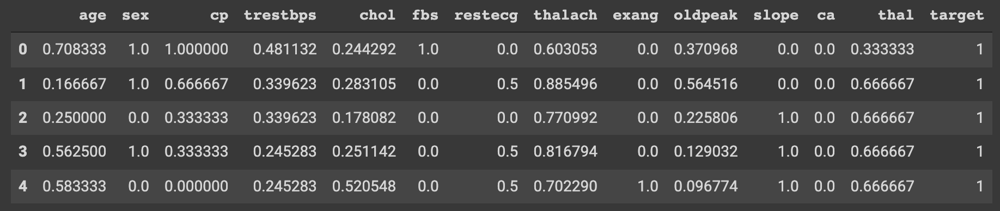 age sex cp trestbps chol fbs restecg thalach exang oldpeak slope ca thal target
0 0.708333 1.0 1.000000 0.481132 0.244292 1.0 0.0 0.603053 0.0 0.370968 0.0 0.0 0.333333 1
1 0.166667 1.0 0.666667 0.339623 0.283105 0.0 0.5 0.885496 0.0 0.564516 0.0 0.0 0.666667 1
2 0.250000 0.0 0.333333 0.339623 0.178082 0.0 0.0 0.770992 0.0 0.225806 1.0 0.0 0.666667 1
3 0.562500 1.0 0.333333 0.245283 0.251142 0.0 0.5 0.816794 0.0 0.129032 1.0 0.0 0.666667 1
4 0.583333 0.0 0.000000 0.245283 0.520548 0.0 0.5 0.702290 1.0 0.096774 1.0 0.0 0.666667 1